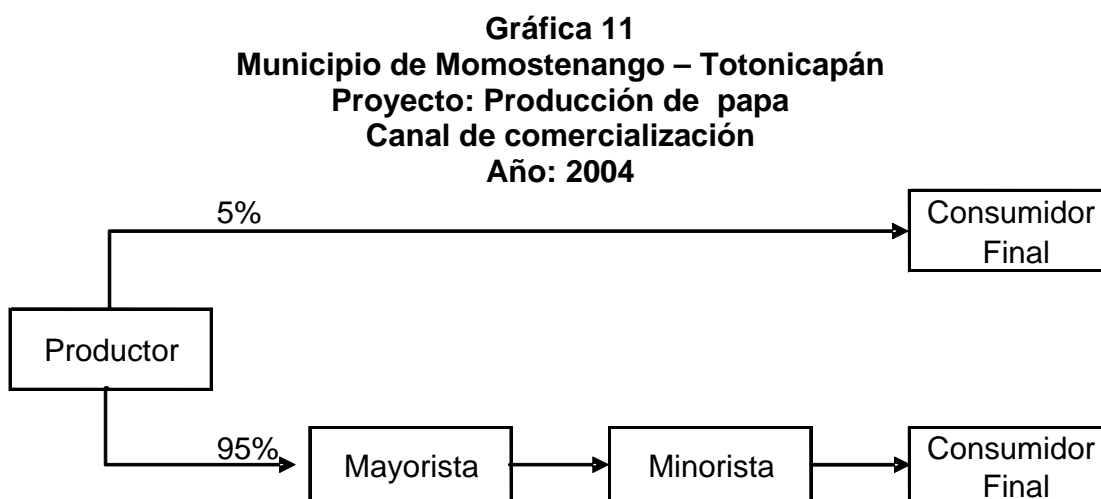 Gráfica 11
Municipio de Momostenango – Totonicapán
Proyecto: Producción de papa
Canal de comercialización
Año: 2004
5%
Consumidor
Final
Productor
95%
Mayorista
Minorista
Consumidor
Final